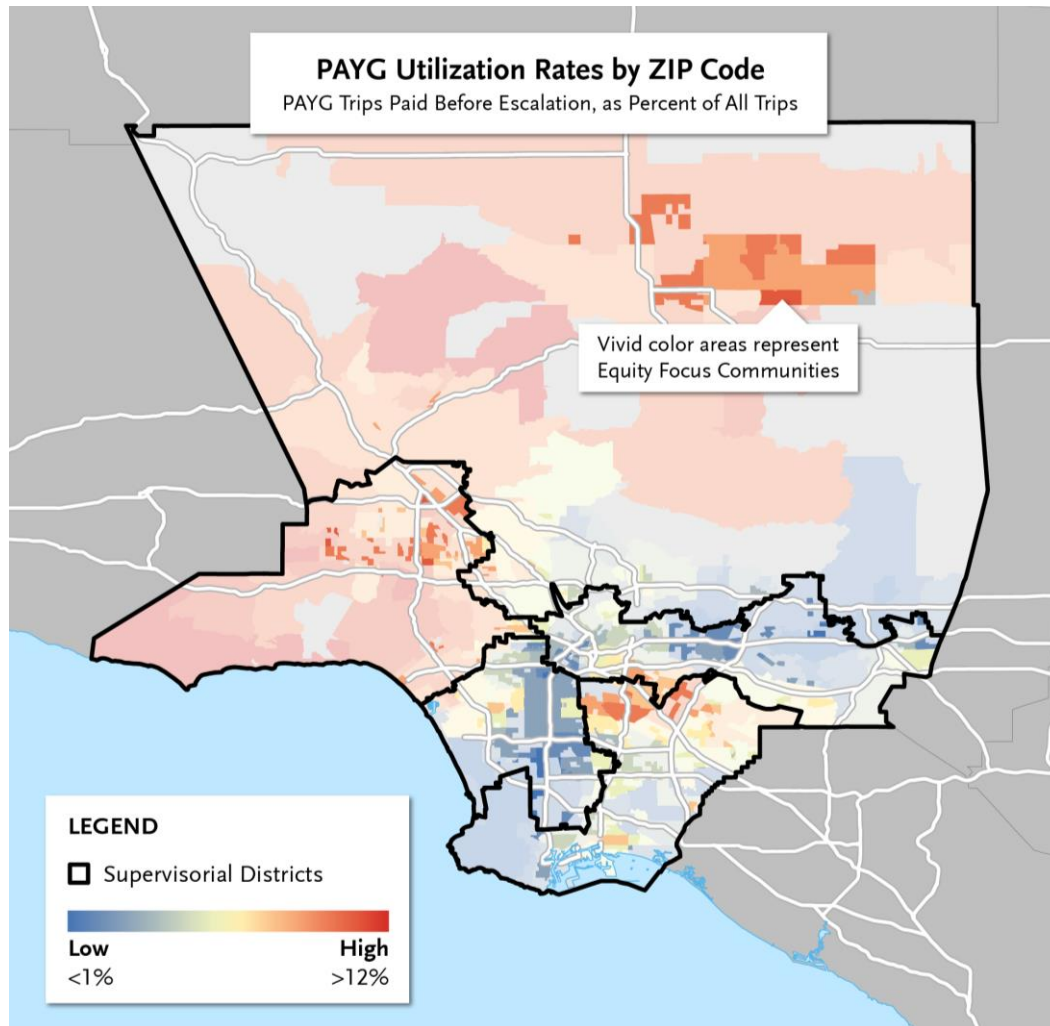 PAYG Utilization Rates by ZIP Code
PAYG Trips Paid Before Escalation, as Percent of All Trips
Vivid color areas represent
Equity Focus Communities
LEGEND
Supervisorial Districts
Low
High
<1%
>12%